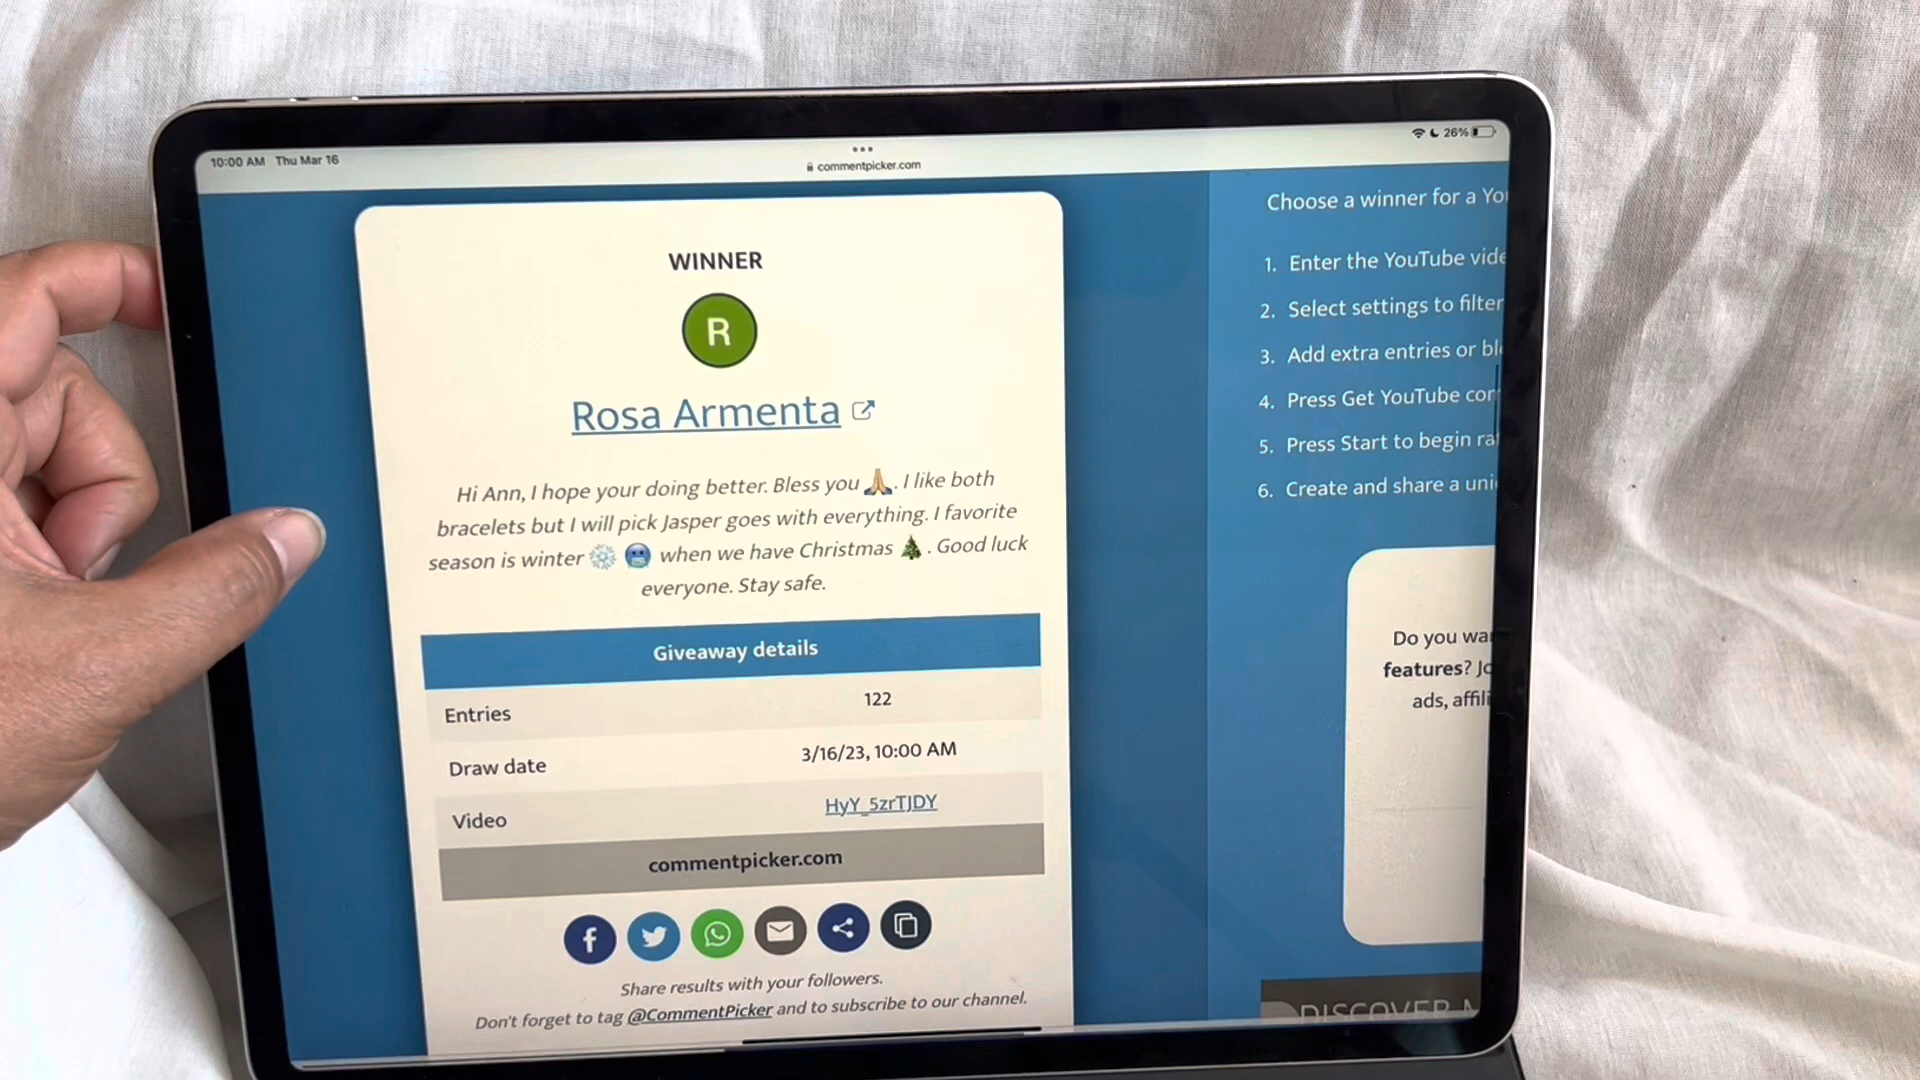 10:00 AM Thu Mar 16
commentpicker.com
26%
WINNER
R
Rosa Armenta
Hi Ann, I hope your doing better. Bless you 🙏. I like both
bracelets but I will pick Jasper goes with everything. I favorite
season is winter ❄️ 🥶 when we have Christmas 🎄. Good luck
everyone. Stay safe.
Giveaway details
Entries 122
Draw date 3/16/23, 10:00 AM
Video HyY_5zrTJDY
commentpicker.com
Share results with your followers.
Don't forget to tag @CommentPicker and to subscribe to our channel.
Choose a winner for a
1. Enter the YouTube
2. Select settings to filter
3. Add extra entries or
4. Press Get YouTube
5. Press Start to begin
6. Create and share a
Do you
features?
ads,
DISCOVER